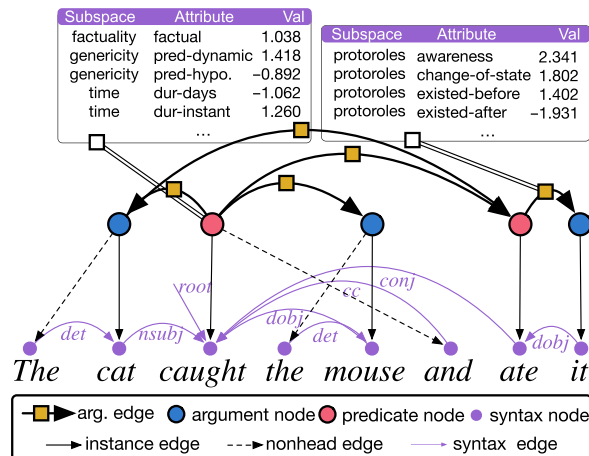 Subspace Attribute Val
factuality factual 1.038
genericity pred-dynamic 1.418
genericity pred-hypo. −0.892
time dur-days −1.062
time dur-instant 1.260
...
Subspace Attribute Val
protoroles awareness 2.341
protoroles change-of-state 1.802
protoroles existed-before 1.402
protoroles existed-after −1.931
...
root
conj
cc
det nsubj dobj det dobj
The cat caught the mouse and ate it
arg. edge argument node predicate node syntax node
instance edge nonhead edge syntax edge